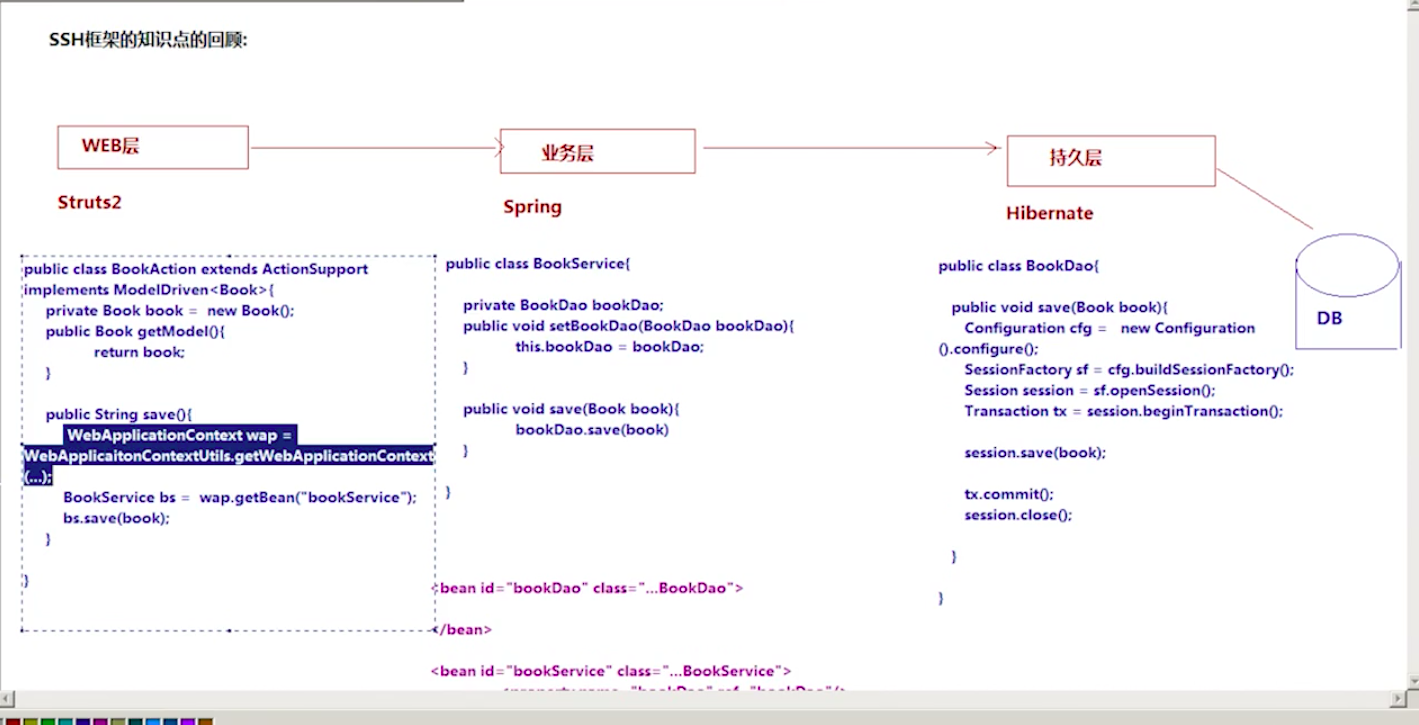 SSH框架的知识点的回顾:
WEB层
业务层
持久层
Struts2
Spring
Hibernate
public class BookAction extends ActionSupport
implements ModelDriven<Book>{
private Book book = new Book();
public Book getModel(){
return book;
}
public String save(){
WebApplicationContext wap =
WebApplicaitonContextUtils.getWebApplicationContext
(...);
BookService bs = wap.getBean("bookService");
bs.save(book);
}
}
public class BookService{
private BookDao bookDao;
public void setBookDao(BookDao bookDao){
this.bookDao = bookDao;
}
public void save(Book book){
bookDao.save(book)
}
}
<bean id="bookDao" class="...BookDao">
</bean>
<bean id="bookService" class="...BookService">
<property name="bookDao" ref="bookDao"/>
public class BookDao{
public void save(Book book){
Configuration cfg = new Configuration
().configure();
SessionFactory sf = cfg.buildSessionFactory();
Session session = sf.openSession();
Transaction tx = session.beginTransaction();
session.save(book);
tx.commit();
session.close();
}
}
DB